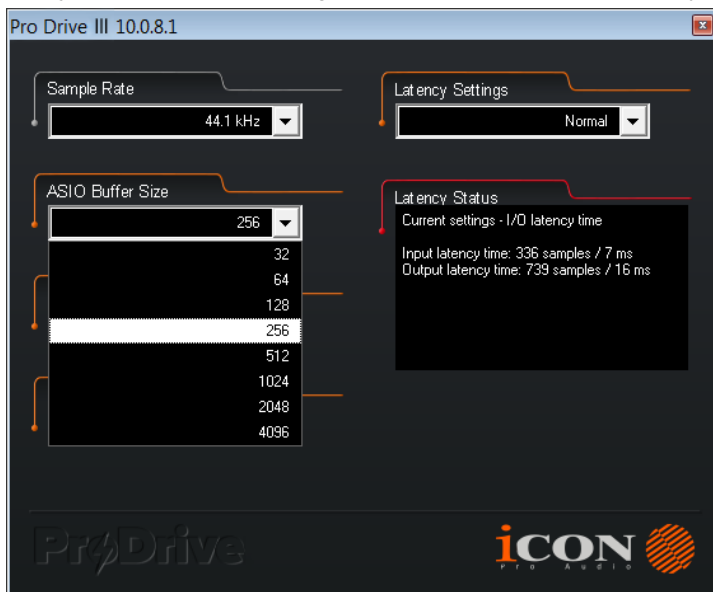 Pro Drive III 10.0.8.1
Sample Rate
44.1 kHz
Latency Settings
Normal
ASIO Buffer Size
256
32
64
128
256
512
1024
2048
4096
Latency Status
Current settings - I/O latency time
Input latency time: 336 samples / 7 ms
Output latency time: 739 samples / 16 ms
ProDrive
iCON
Pro Audio